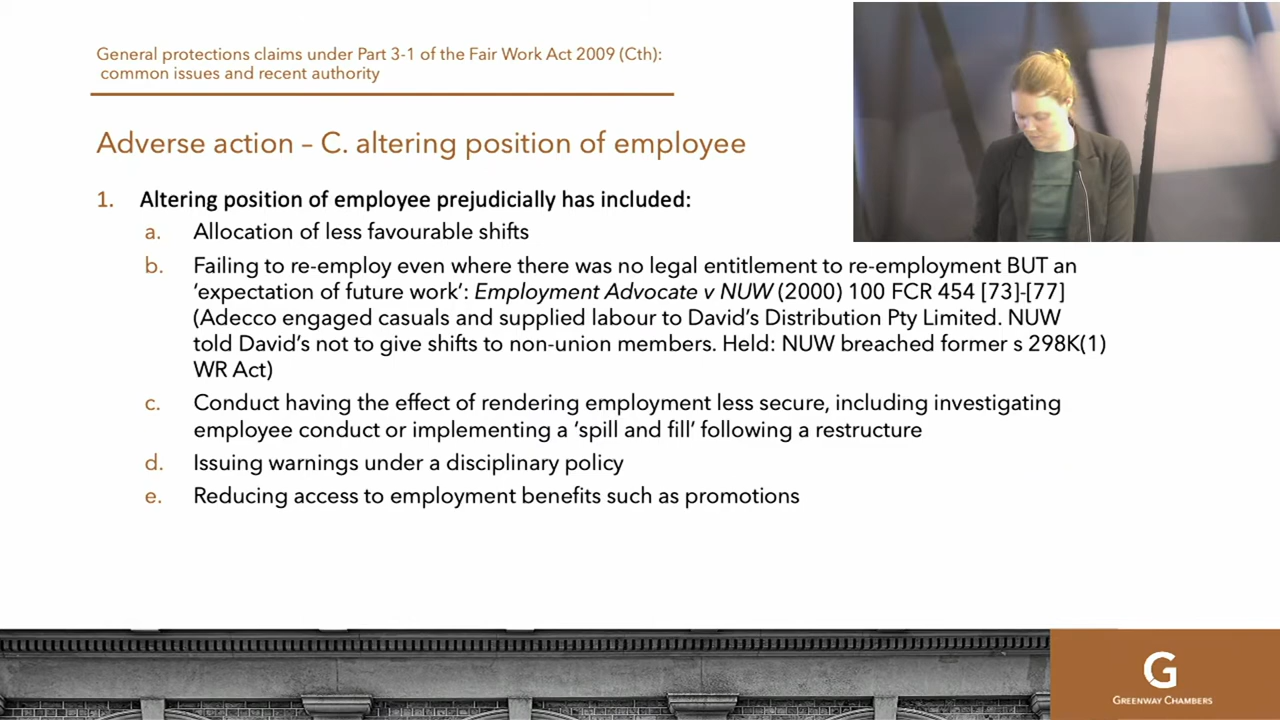 General protections claims under Part 3-1 of the Fair Work Act 2009 (Cth):
common issues and recent authority
Adverse action – C. altering position of employee
1. Altering position of employee prejudicially has included:
a. Allocation of less favourable shifts
b. Failing to re-employ even where there was no legal entitlement to re-employment BUT an
‘expectation of future work’: Employment Advocate v NUW (2000) 100 FCR 454 [73]-[77]
(Adecco engaged casuals and supplied labour to David’s Distribution Pty Limited. NUW
told David’s not to give shifts to non-union members. Held: NUW breached former s 298K(1)
WR Act)
c. Conduct having the effect of rendering employment less secure, including investigating
employee conduct or implementing a ‘spill and fill’ following a restructure
d. Issuing warnings under a disciplinary policy
e. Reducing access to employment benefits such as promotions
G
GREENWAY CHAMBERS